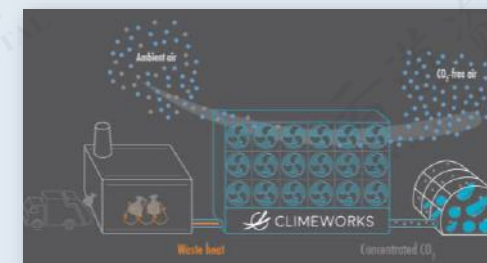 Ambient air
CO₂-free air
CLIMEWORKS
Waste heat
Concentrated CO₂